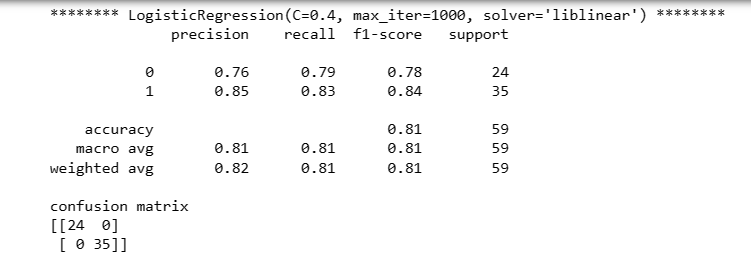 ******** LogisticRegression(C=0.4, max_iter=1000, solver='liblinear') ********
precision recall f1-score support
0 0.76 0.79 0.78 24
1 0.85 0.83 0.84 35
accuracy 0.81 59
macro avg 0.81 0.81 0.81 59
weighted avg 0.82 0.81 0.81 59
confusion matrix
[[24 0]
[ 0 35]]